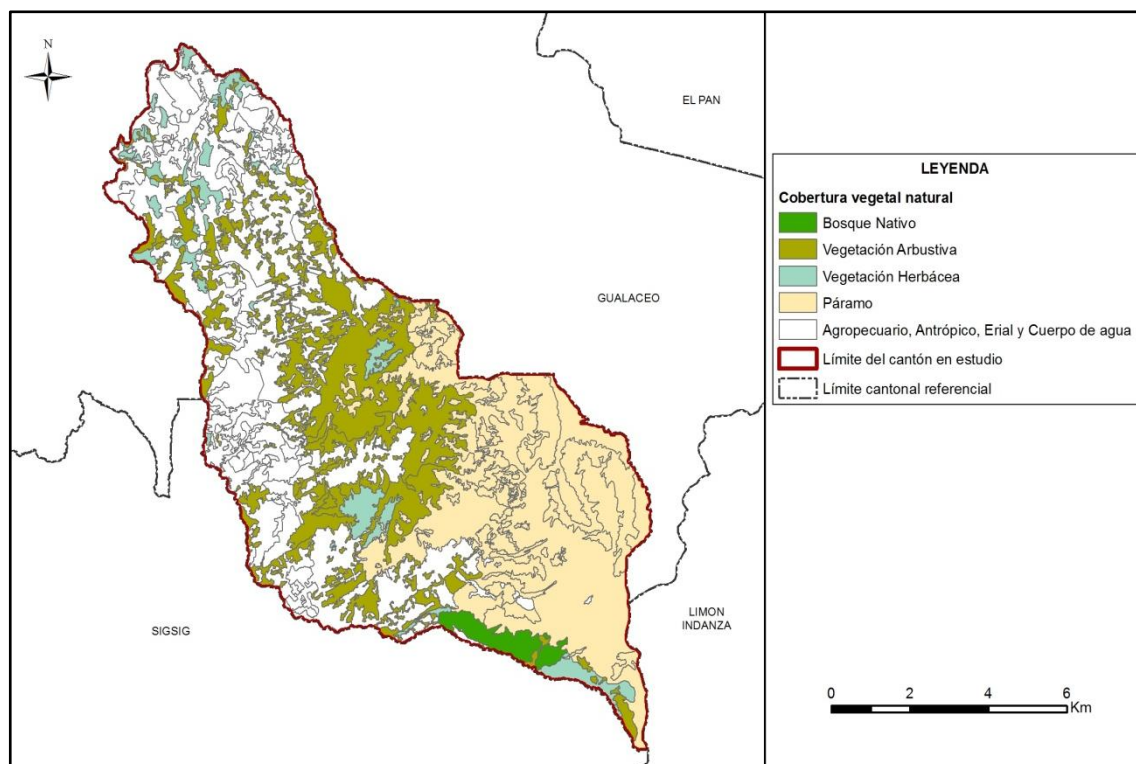 N
EL PAN
GUALACEO
LIMON
INDANZA
SIGSIG
LEYENDA
Cobertura vegetal natural
Bosque Nativo
Vegetación Arbustiva
Vegetación Herbácea
Páramo
Agropecuario, Antrópico, Erial y Cuerpo de agua
Límite del cantón en estudio
Límite cantonal referencial
0 2 4 6
Km